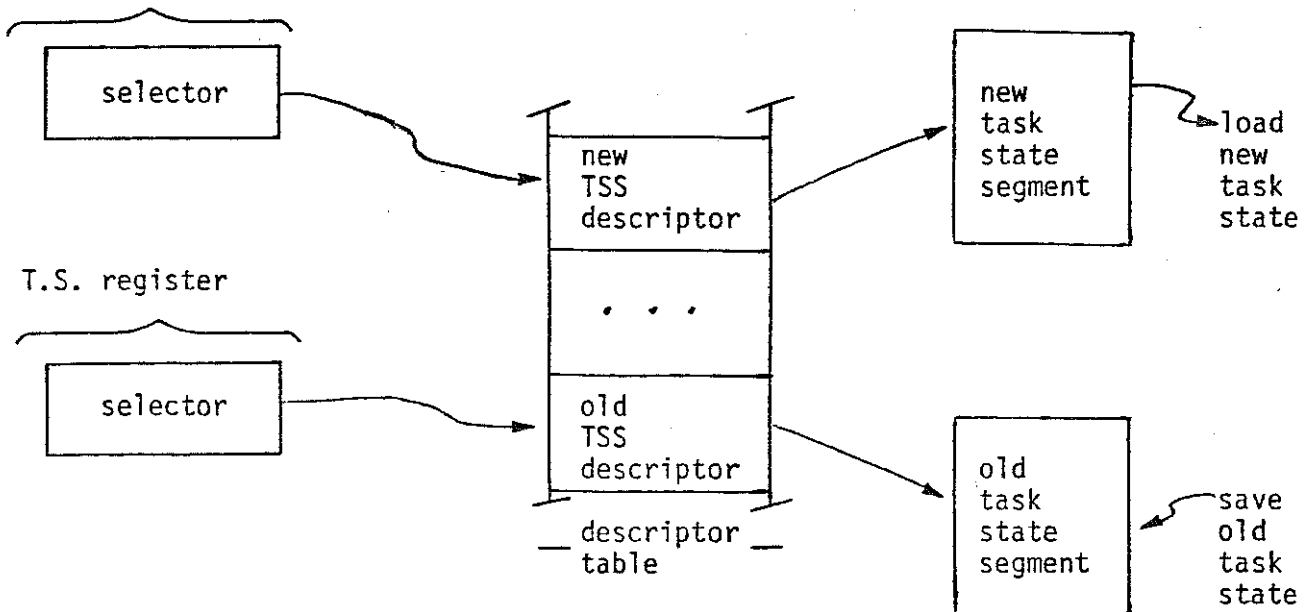 selector
new
TSS
descriptor
new
task
state
segment
load
new
task
state
T.S. register
. . .
selector
old
TSS
descriptor
descriptor
table
old
task
state
segment
save
old
task
state